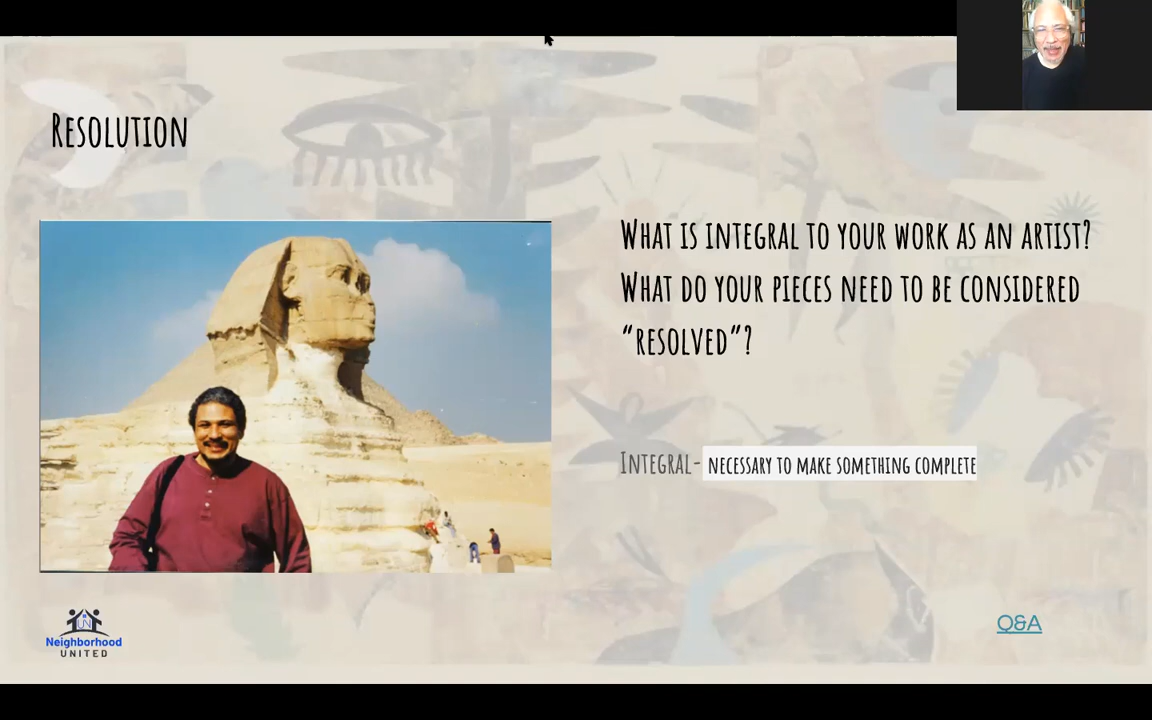 Resolution
What is integral to your work as an artist?
What do your pieces need to be considered
“resolved”?
Integral- necessary to make something complete
UN
Neighborhood
UNITED
Q&A